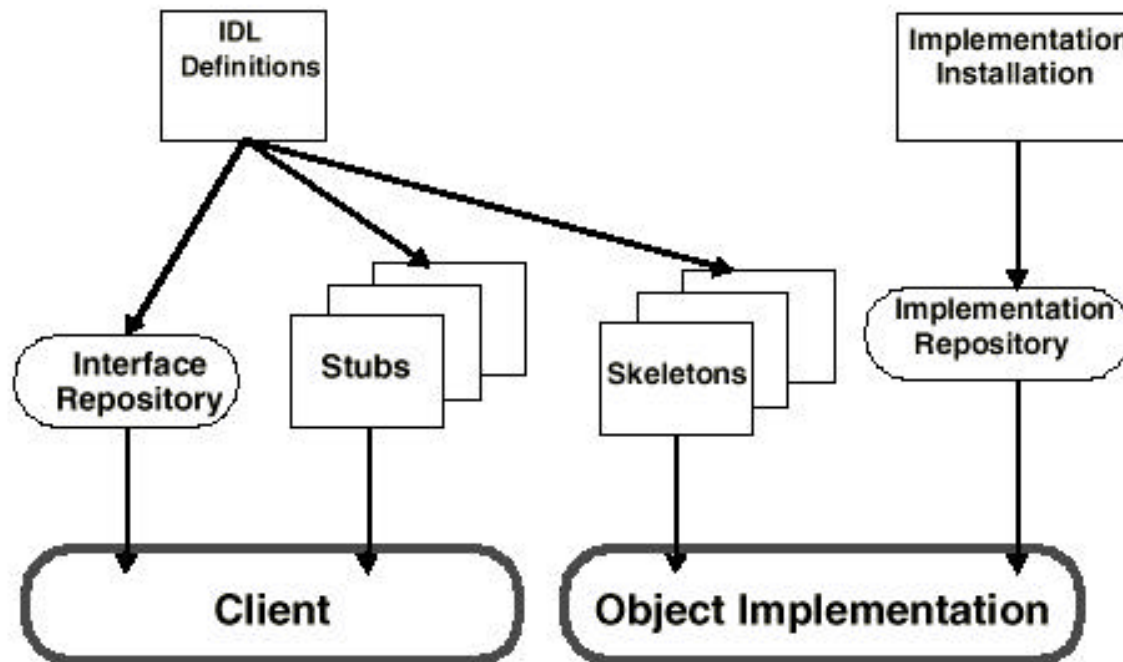 IDL
Definitions
Implementation
Installation
Interface
Repository
Stubs
Skeletons
Implementation
Repository
Client
Object Implementation